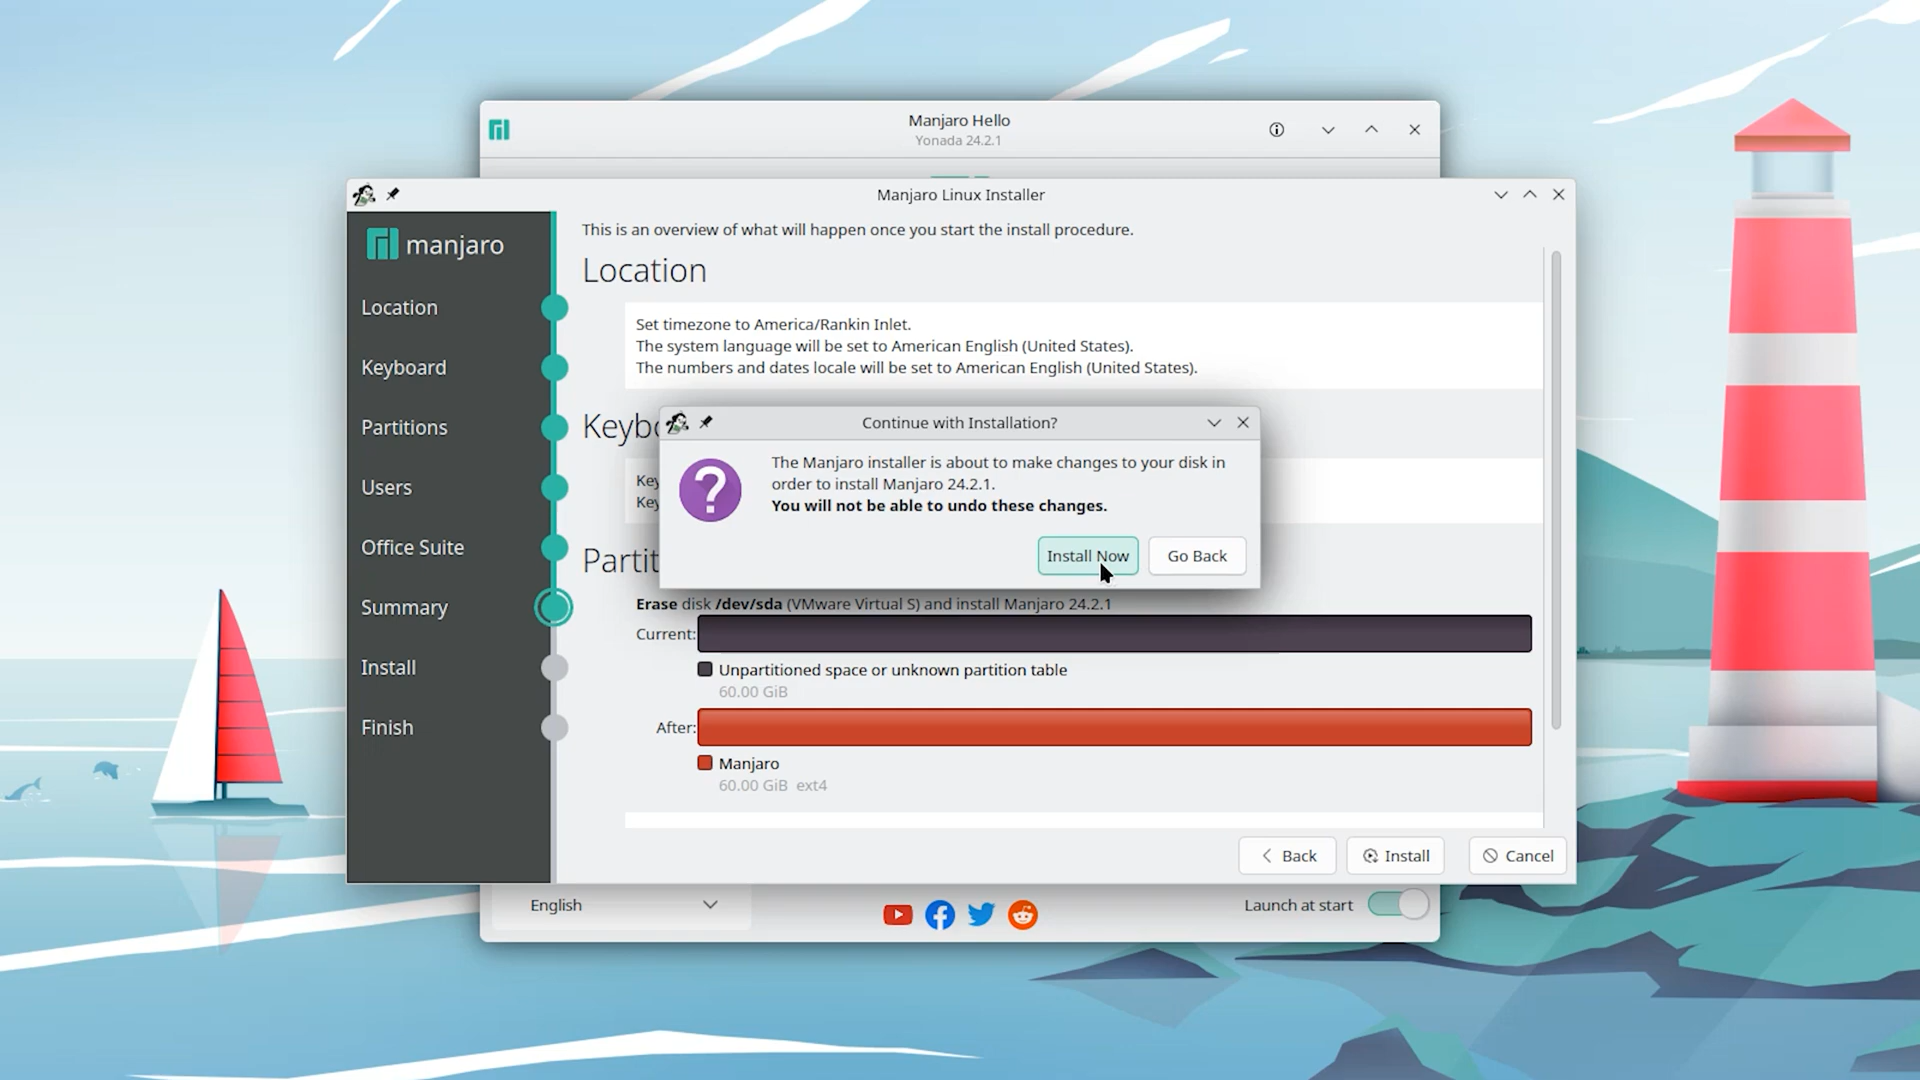 Manjaro Hello
Yonada 24.2.1
Manjaro Linux Installer
manjaro
Location
Keyboard
Partitions
Users
Office Suite
Summary
Install
Finish
This is an overview of what will happen once you start the install procedure.
Location
Set timezone to America/Rankin Inlet.
The system language will be set to American English (United States).
The numbers and dates locale will be set to American English (United States).
Keybo
Key
Key
Continue with Installation?
The Manjaro installer is about to make changes to your disk in
order to install Manjaro 24.2.1.
You will not be able to undo these changes.
Install Now
Go Back
Partit
Erase disk /dev/sda (VMware Virtual S) and install Manjaro 24.2.1
Current:
Unpartitioned space or unknown partition table
60.00 GiB
After:
Manjaro
60.00 GiB ext4
Back
Install
Cancel
English
Launch at start